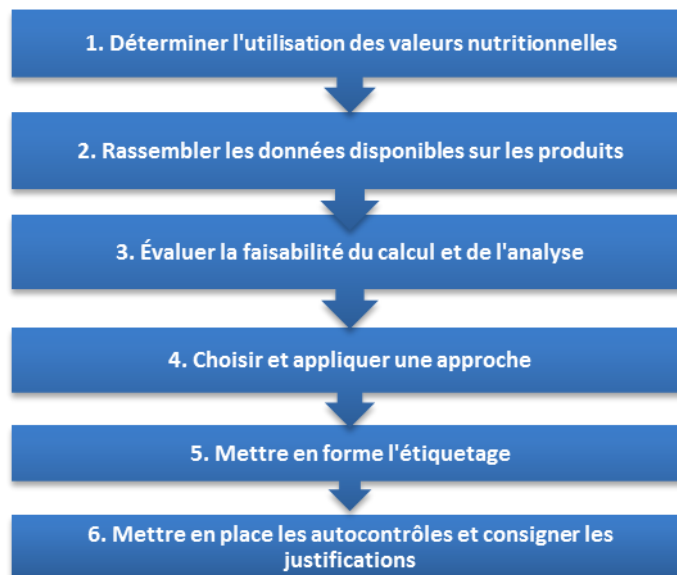 1. Déterminer l'utilisation des valeurs nutritionnelles
2. Rassembler les données disponibles sur les produits
3. Évaluer la faisabilité du calcul et de l'analyse
4. Choisir et appliquer une approche
5. Mettre en forme l'étiquetage
6. Mettre en place les autocontrôles et consigner les
justifications